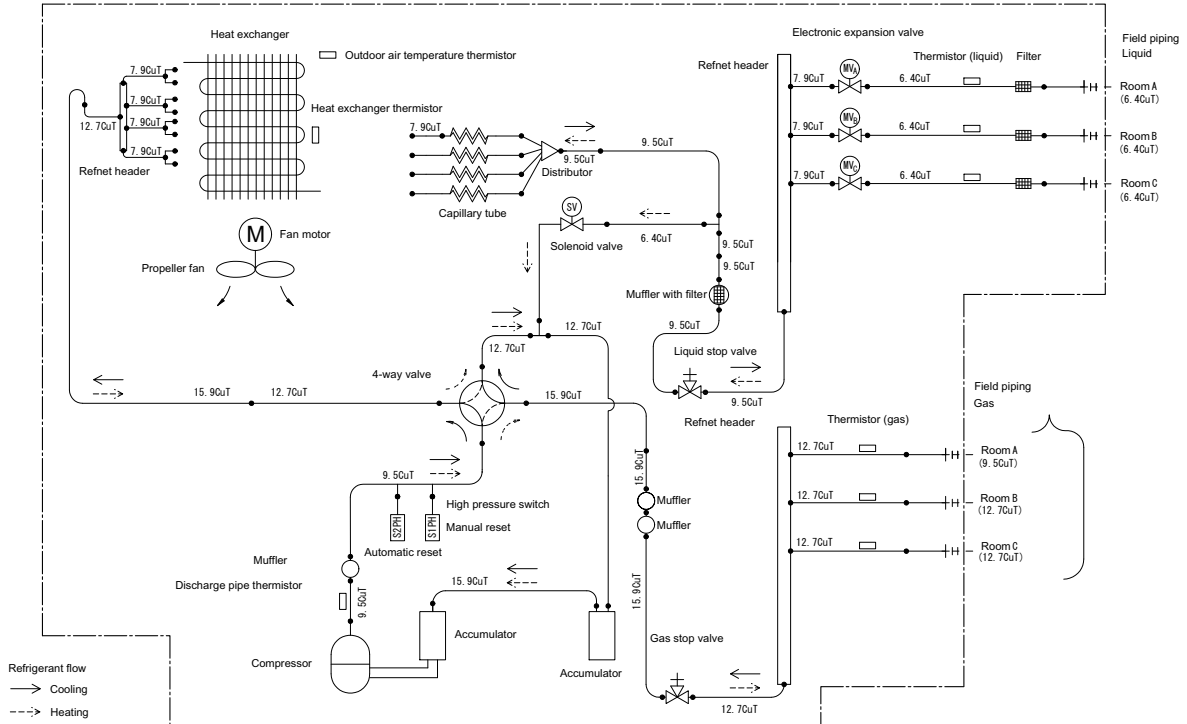 Heat exchanger
Outdoor air temperature thermistor
7.9CuT
7.9CuT
7.9CuT
7.9CuT
12.7CuT
Refnet header
Heat exchanger thermistor
M
Fan motor
Propeller fan
7.9CuT
Capillary tube
Distributor
9.5CuT
9.5CuT
SV
Solenoid valve
6.4CuT
9.5CuT
9.5CuT
Muffler with filter
9.5CuT
Liquid stop valve
9.5CuT
Electronic expansion valve
Refnet header
Thermistor (liquid)
Filter
Field piping
Liquid
7.9CuT
MVA
6.4CuT
Room A
(6.4CuT)
7.9CuT
MVB
6.4CuT
Room B
(6.4CuT)
7.9CuT
MVC
6.4CuT
Room C
(6.4CuT)
12.7CuT
12.7CuT
4-way valve
15.9CuT
12.7CuT
15.9CuT
9.5CuT
S2PH
S1PH
High pressure switch
Manual reset
Automatic reset
Muffler
Discharge pipe thermistor
9.5CuT
Compressor
Accumulator
15.9CuT
Accumulator
15.9CuT
Muffler
Muffler
15.9CuT
Gas stop valve
12.7CuT
Refnet header
Thermistor (gas)
Field piping
Gas
12.7CuT
Room A
(9.5CuT)
12.7CuT
Room B
(12.7CuT)
12.7CuT
Room C
(12.7CuT)
Refrigerant flow
Cooling
Heating